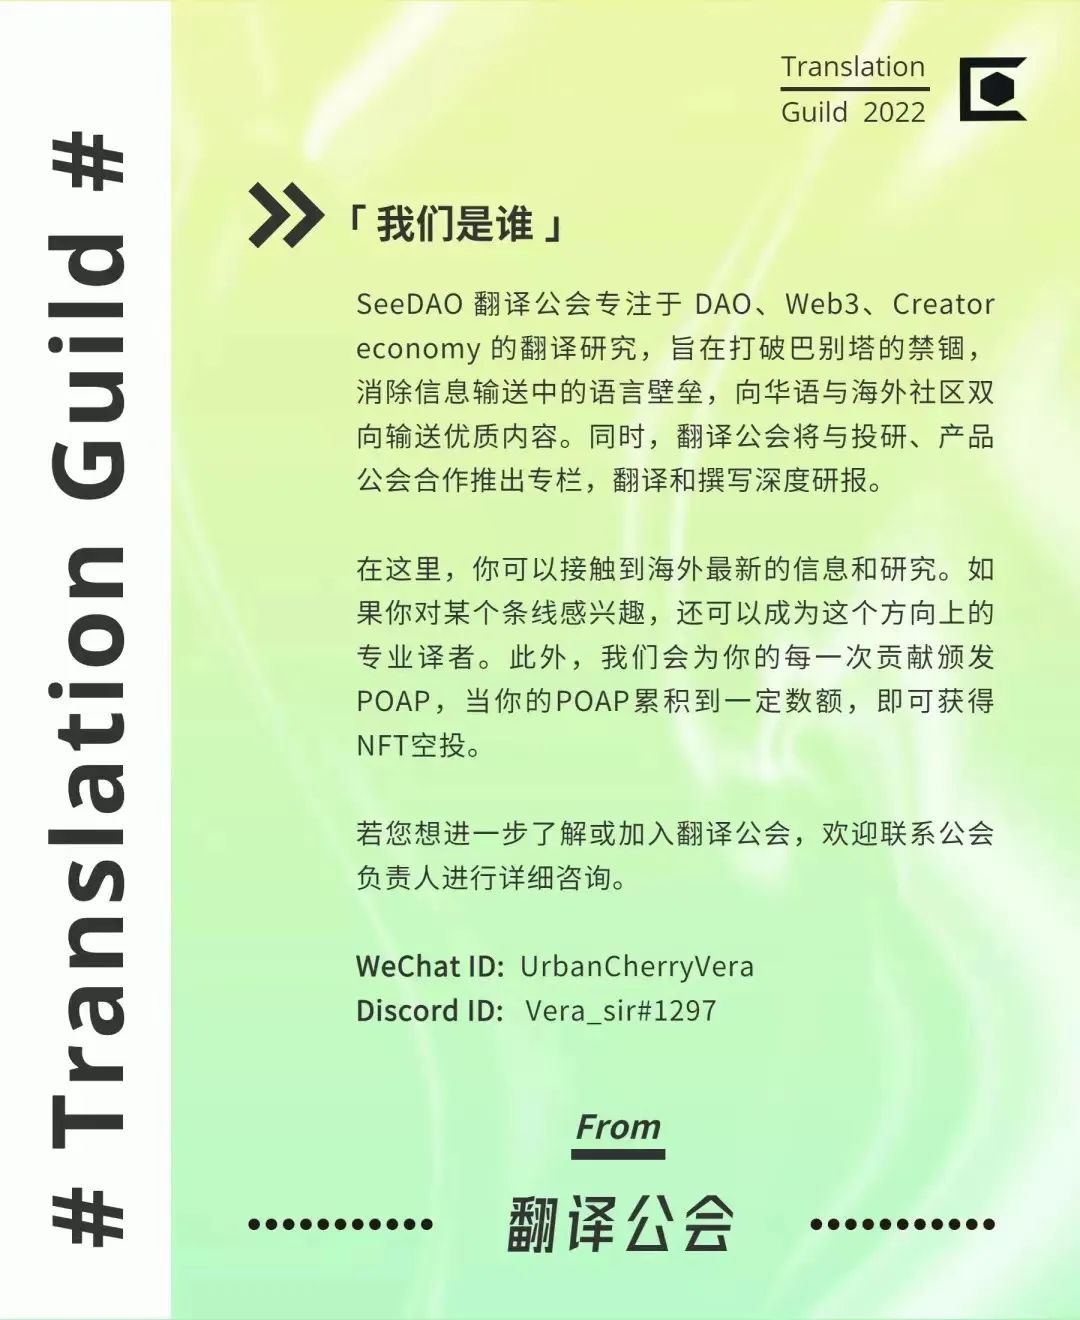 # Translation Guild #
Translation
Guild 2022
「 我们是谁 」
SeeDAO 翻译公会专注于 DAO、Web3、Creator
economy 的翻译研究，旨在打破巴别塔的禁锢，
消除信息输送中的语言壁垒，向华语与海外社区双
向输送优质内容。同时，翻译公会将与投研、产品
公会合作推出专栏，翻译和撰写深度研报。
在这里，你可以接触到海外最新的信息和研究。如
果你对某个条线感兴趣，还可以成为这个方向上的
专业译者。此外，我们会为你的每一次贡献颁发
POAP，当你的POAP累积到一定数额，即可获得
NFT空投。
若您想进一步了解或加入翻译公会，欢迎联系公会
负责人进行详细咨询。
WeChat ID: UrbanCherryVera
Discord ID: Vera_sir#1297
From
翻译公会